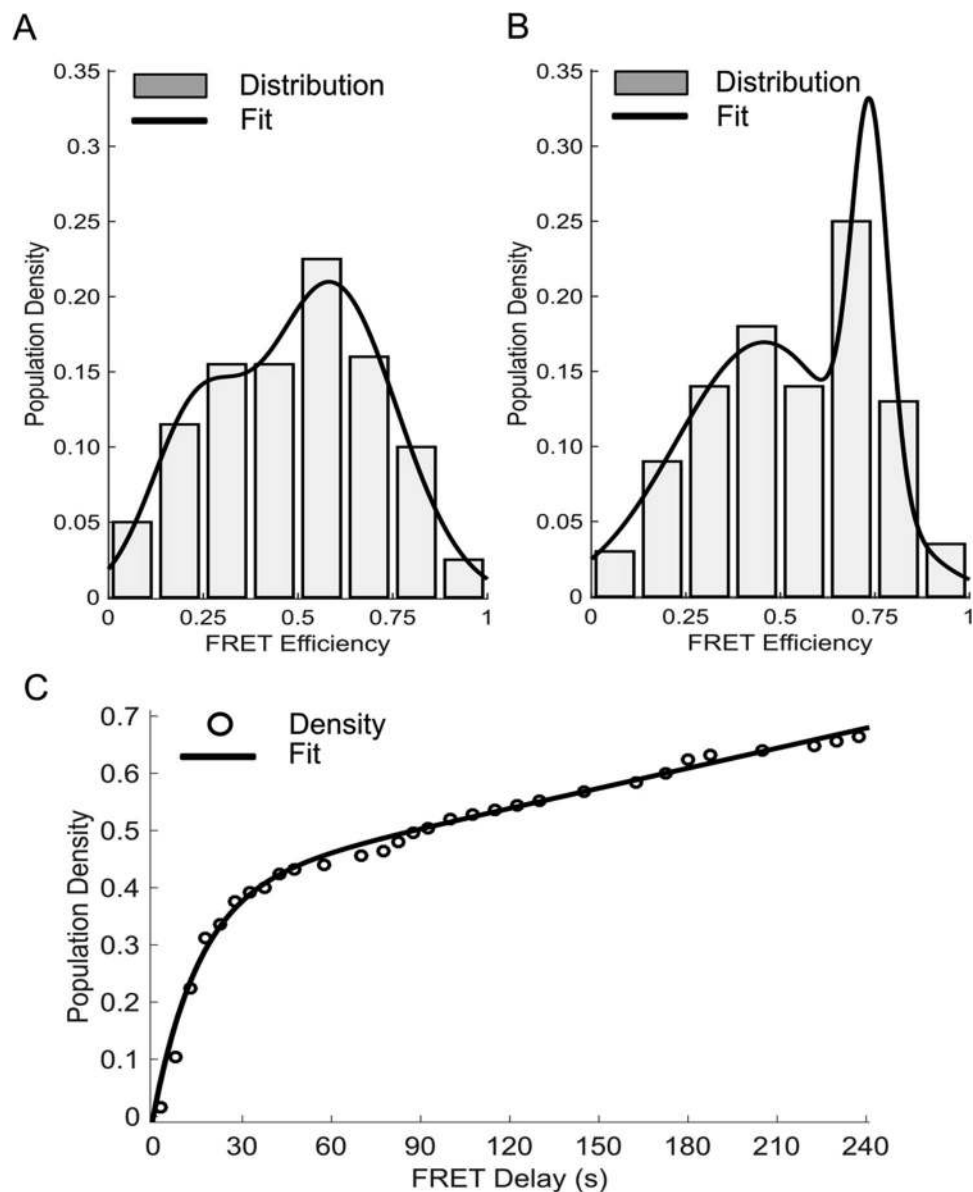 A
0.35
Distribution
Fit
0.3
0.25
0.20
0.15
0.10
0.05
0
Population Density
0 0.25 0.5 0.75 1
FRET Efficiency
B
0.35
Distribution
Fit
0.30
0.25
0.20
0.15
0.10
0.05
0
Population Density
0 0.25 0.5 0.75 1
FRET Efficiency
C
0.7
Density
Fit
0.6
0.5
0.4
0.3
0.2
0.1
0
Population Density
0 30 60 90 120 150 180 210 240
FRET Delay (s)